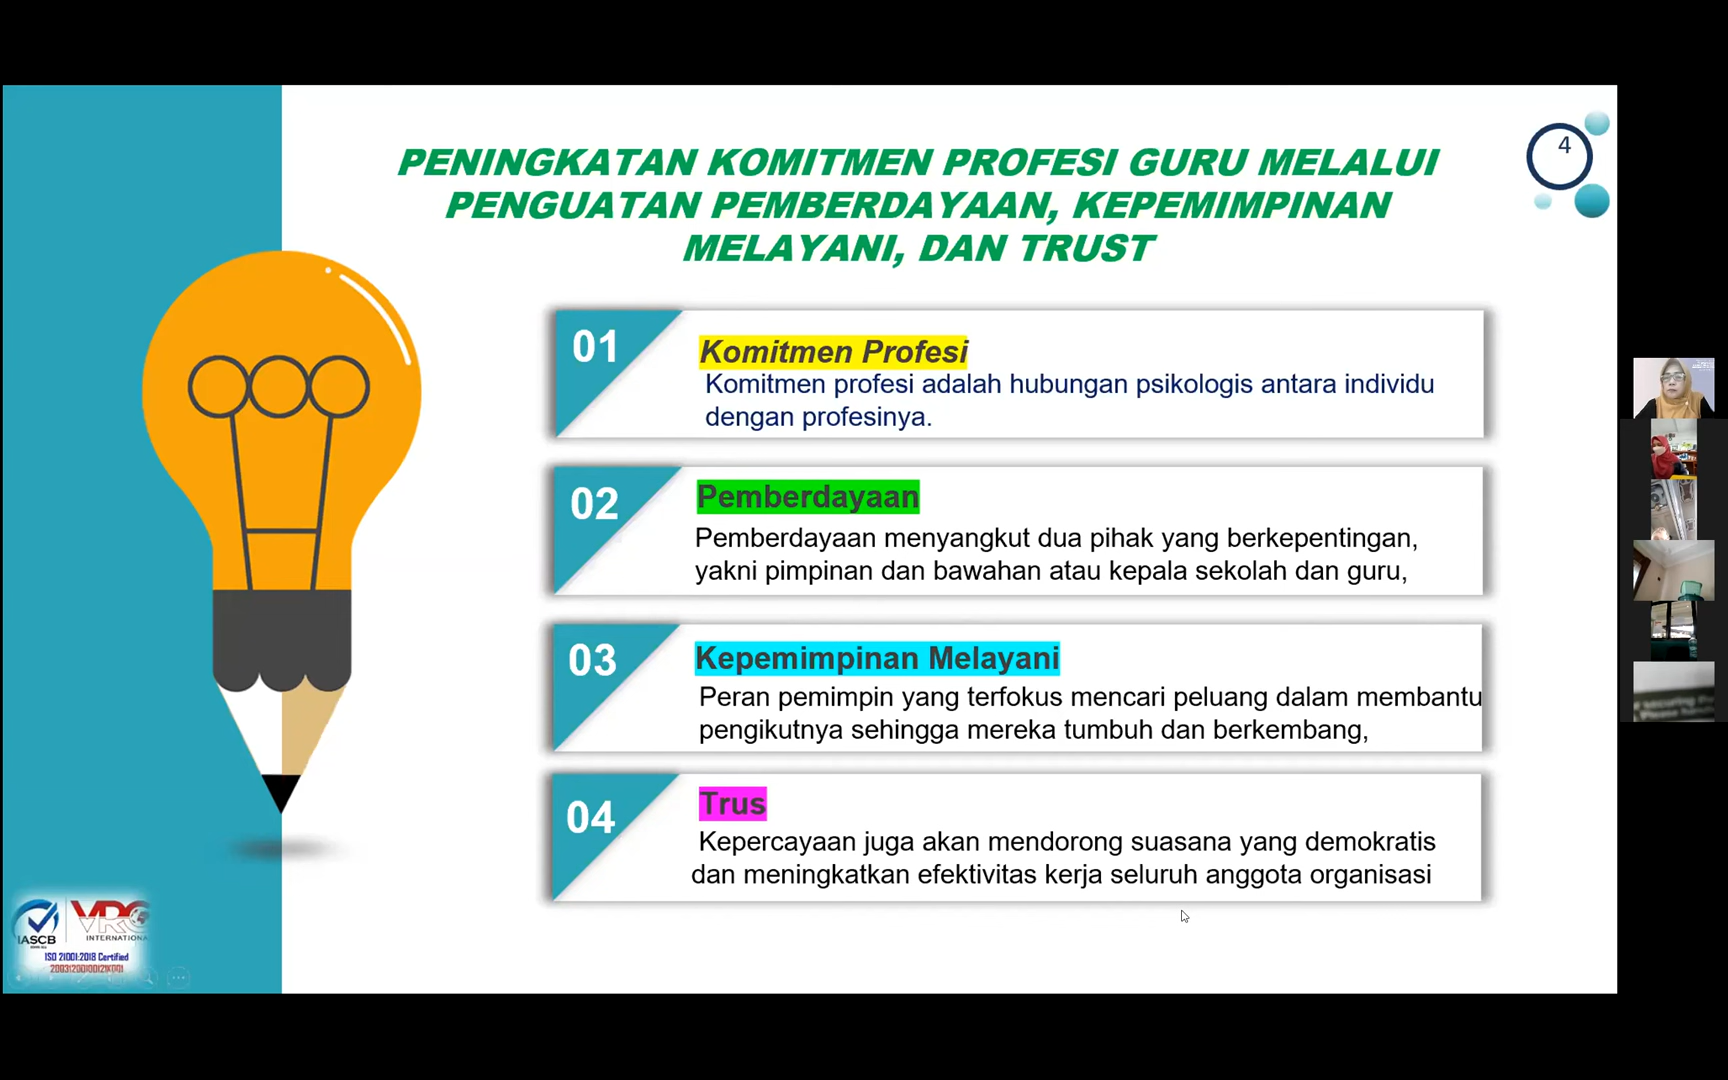 4
PENINGKATAN KOMITMEN PROFESI GURU MELALUI
PENGUATAN PEMBERDAYAAN, KEPEMIMPINAN
MELAYANI, DAN TRUST
01
Komitmen Profesi
Komitmen profesi adalah hubungan psikologis antara individu
dengan profesinya.
02
Pemberdayaan
Pemberdayaan menyangkut dua pihak yang berkepentingan,
yakni pimpinan dan bawahan atau kepala sekolah dan guru,
03
Kepemimpinan Melayani
Peran pemimpin yang terfokus mencari peluang dalam membantu
pengikutnya sehingga mereka tumbuh dan berkembang,
04
Trus
Kepercayaan juga akan mendorong suasana yang demokratis
dan meningkatkan efektivitas kerja seluruh anggota organisasi
IASCB
VRC
INTERNATIONAL
ISO 21001:2018 Certified